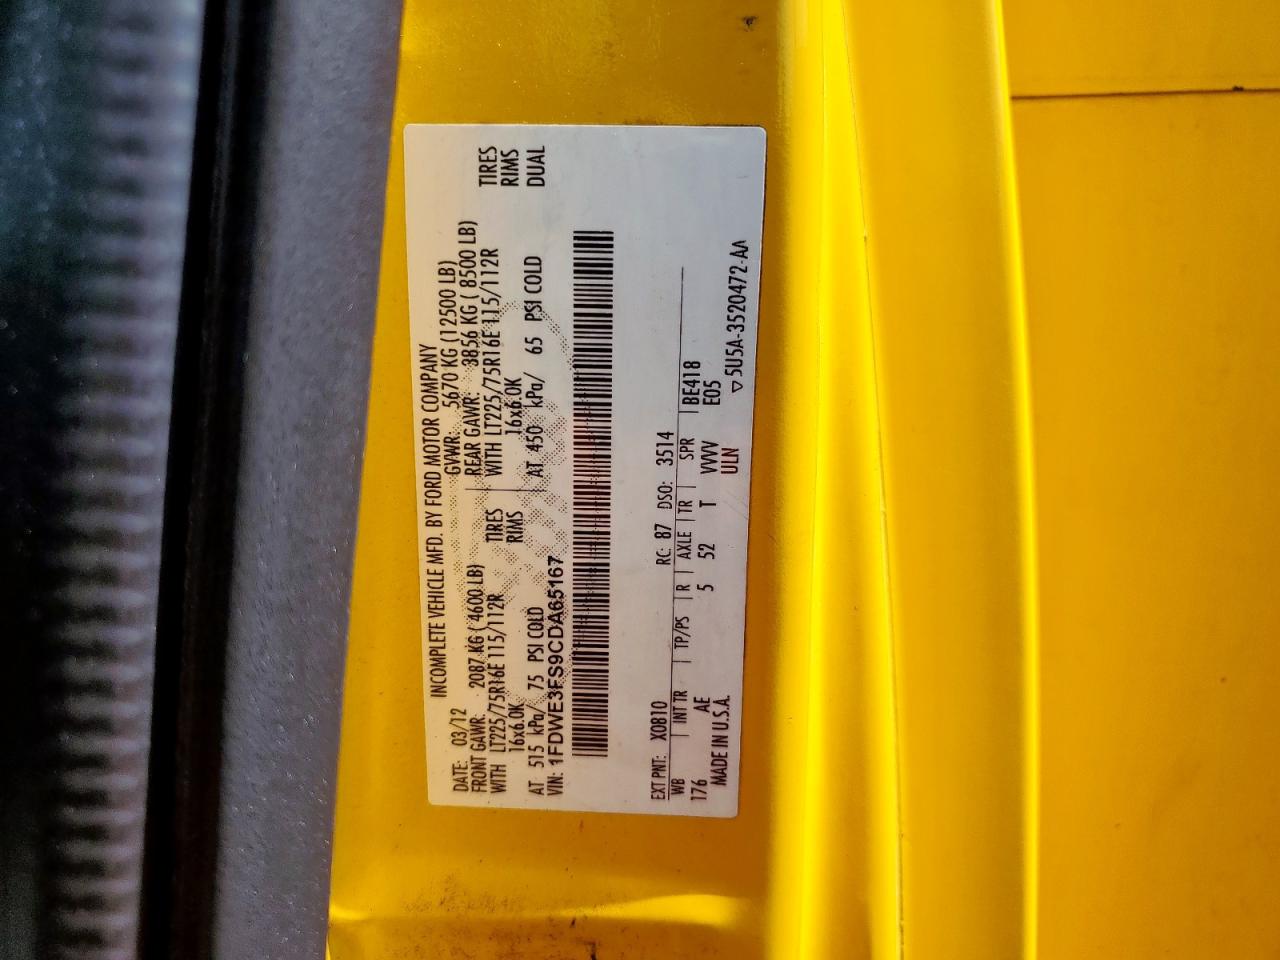 INCOMPLETE VEHICLE MFD. BY FORD MOTOR COMPANY
DATE: 03/12 GVWR: 5670 KG (12500 LB)
FRONT GAWR: 2087 KG ( 4600 LB) REAR GAWR: 3856 KG ( 8500 LB)
WITH LT225/75R16E 115/112R TIRES WITH LT225/75R16E 115/112R TIRES
16x6.0K RIMS 16x6.0K RIMS
AT 515 kPa/ 75 PSI COLD AT 450 kPa/ 65 PSI COLD DUAL
VIN: 1FDWE3FS9CDA65167
EXT PNT: X0810 RC: 87 DSO: 3514
WB INT TR TP/PS R AXLE TR SPR BE418
176 AE 5 52 T VVV E05
MADE IN U.S.A. ULN ▽5U5A-3520472-AA